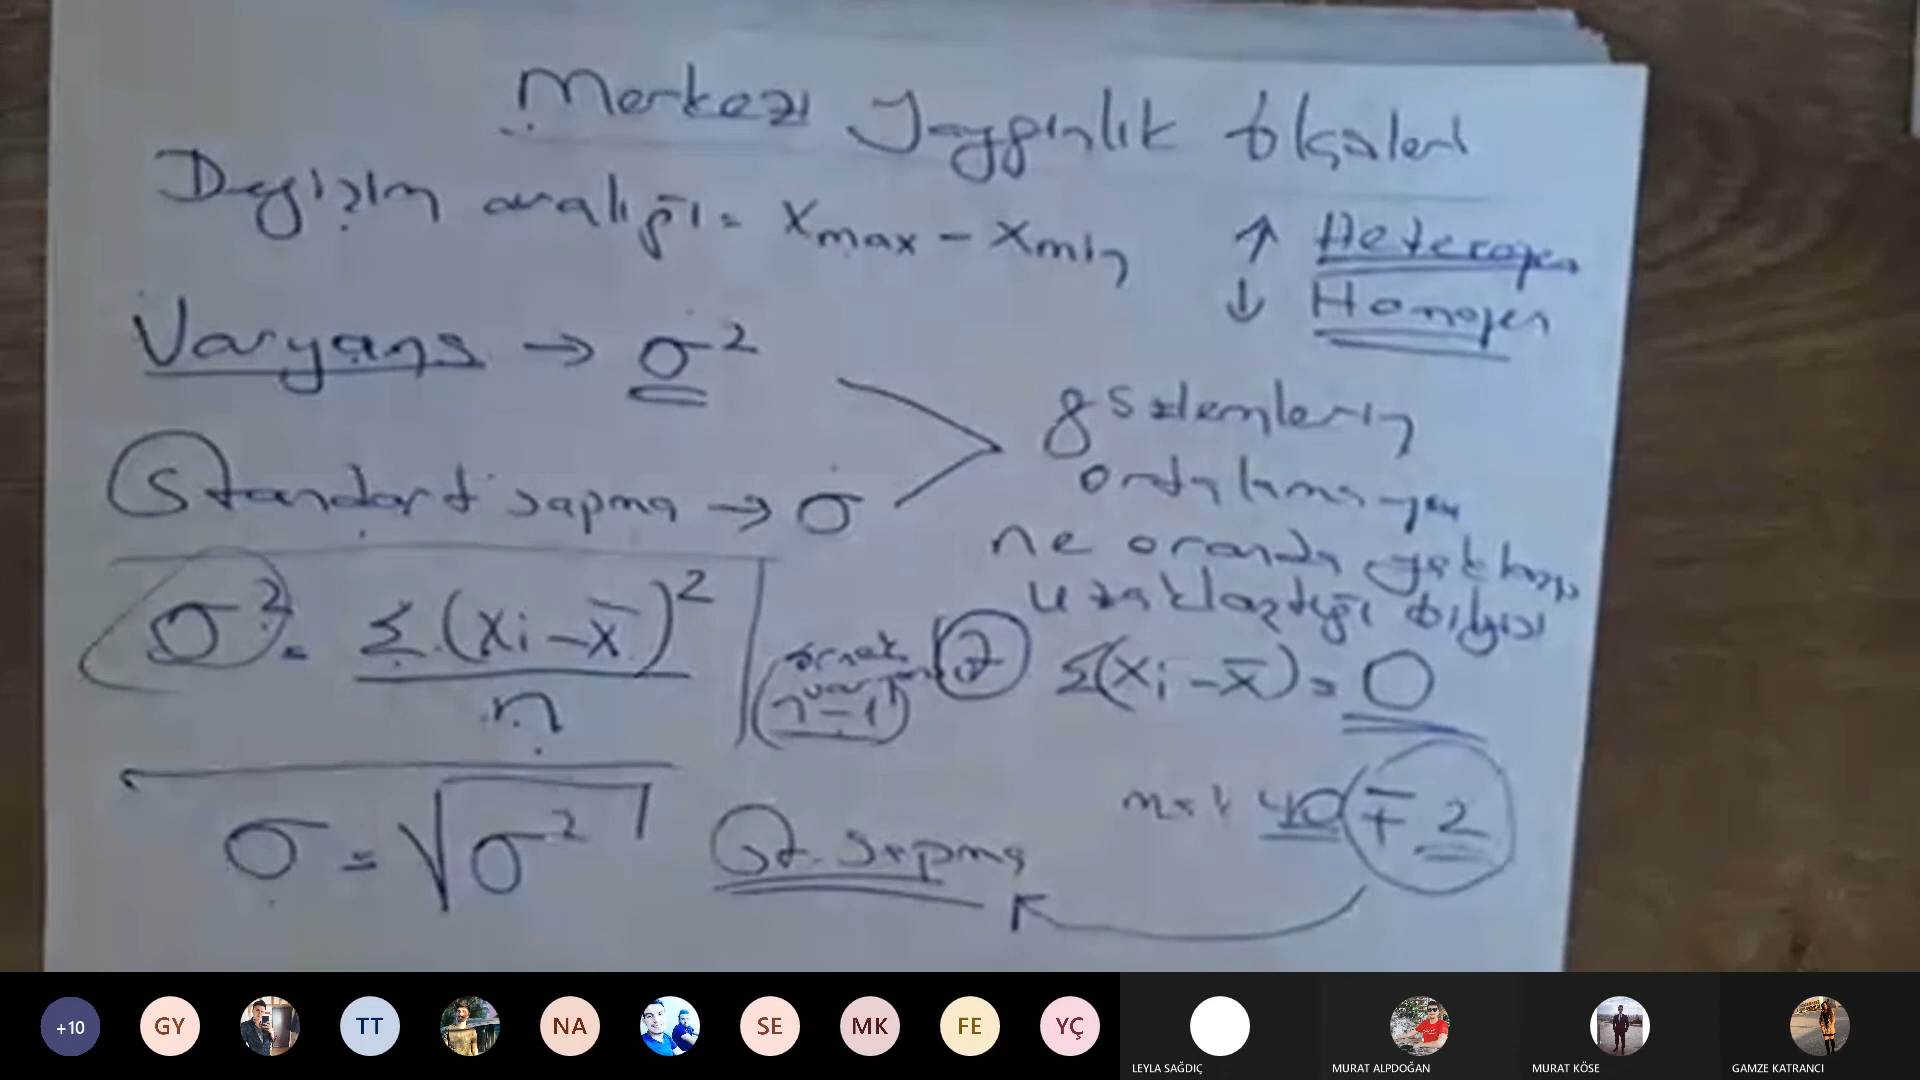 Merkezi Yaygınlık Ölçüleri
Değişim aralığı = Xmax - Xmin
↑ Heterojen
↓ Homojen
Varyans → σ²
Standart sapma → σ
gözlemlerin
ortalamaya
ne oranda yaklaşıp
uzaklaştığı bilgisi
σ² = Σ(Xi - X̄)² / n
örnek
varyansı
(n-1)
? Σ(Xi - X̄) = 0
σ = √σ²
St. sapma
40 ∓ 2
+10
GY
TT
NA
SE
MK
FE
YÇ
LEYLA SAĞDIÇ
MURAT ALPDOĞAN
MURAT KÖSE
GAMZE KATRANCI